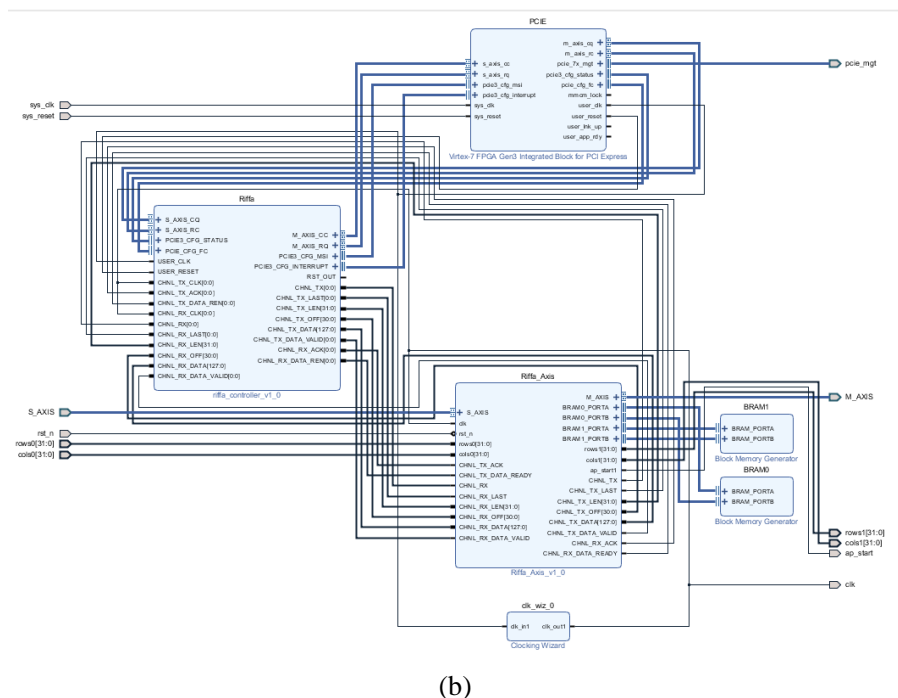 PCIE
s_axis_cc
s_axis_rq
pcie3_cfg_msi
pcie3_cfg_interrupt
sys_clk
sys_reset
m_axis_cq
m_axis_rc
pcie_7x_mgt
pcie3_cfg_status
pcie_cfg_fc
mmcm_lock
user_clk
user_reset
user_lnk_up
user_app_rdy
Virtex-7 FPGA Gen3 Integrated Block for PCI Express
pcie_mgt
sys_clk
sys_reset
Riffa
S_AXIS_CQ
S_AXIS_RC
PCIE3_CFG_STATUS
PCIE_CFG_FC
USER_CLK
USER_RESET
CHNL_TX_CLK[0:0]
CHNL_TX_ACK[0:0]
CHNL_TX_DATA_REN[0:0]
CHNL_RX_CLK[0:0]
CHNL_RX[0:0]
CHNL_RX_LAST[0:0]
CHNL_RX_LEN[31:0]
CHNL_RX_OFF[30:0]
CHNL_RX_DATA[127:0]
CHNL_RX_DATA_VALID[0:0]
M_AXIS_CC
M_AXIS_RQ
PCIE3_CFG_MSI
PCIE3_CFG_INTERRUPT
RST_OUT
CHNL_TX[0:0]
CHNL_TX_LAST[0:0]
CHNL_TX_LEN[31:0]
CHNL_TX_OFF[30:0]
CHNL_TX_DATA[127:0]
CHNL_TX_DATA_VALID[0:0]
CHNL_RX_ACK[0:0]
CHNL_RX_DATA_REN[0:0]
riffa_controller_v1_0
S_AXIS
rst_n
rows0[31:0]
cols0[31:0]
Riffa_Axis
S_AXIS
clk
rst_n
rows0[31:0]
cols0[31:0]
CHNL_TX_ACK
CHNL_TX_DATA_READY
CHNL_RX
CHNL_RX_LAST
CHNL_RX_LEN[31:0]
CHNL_RX_OFF[30:0]
CHNL_RX_DATA[127:0]
CHNL_RX_DATA_VALID
M_AXIS
BRAM0_PORTA
BRAM0_PORTB
BRAM1_PORTA
BRAM1_PORTB
rows1[31:0]
cols1[31:0]
ap_start1
CHNL_TX
CHNL_TX_LAST
CHNL_TX_LEN[31:0]
CHNL_TX_OFF[30:0]
CHNL_TX_DATA[127:0]
CHNL_TX_DATA_VALID
CHNL_RX_ACK
CHNL_RX_DATA_READY
Riffa_Axis_v1_0
M_AXIS
BRAM1
BRAM_PORTA
BRAM_PORTB
Block Memory Generator
BRAM0
BRAM_PORTA
BRAM_PORTB
Block Memory Generator
rows1[31:0]
cols1[31:0]
ap_start
clk
clk_wiz_0
clk_in1
clk_out1
Clocking Wizard
(b)